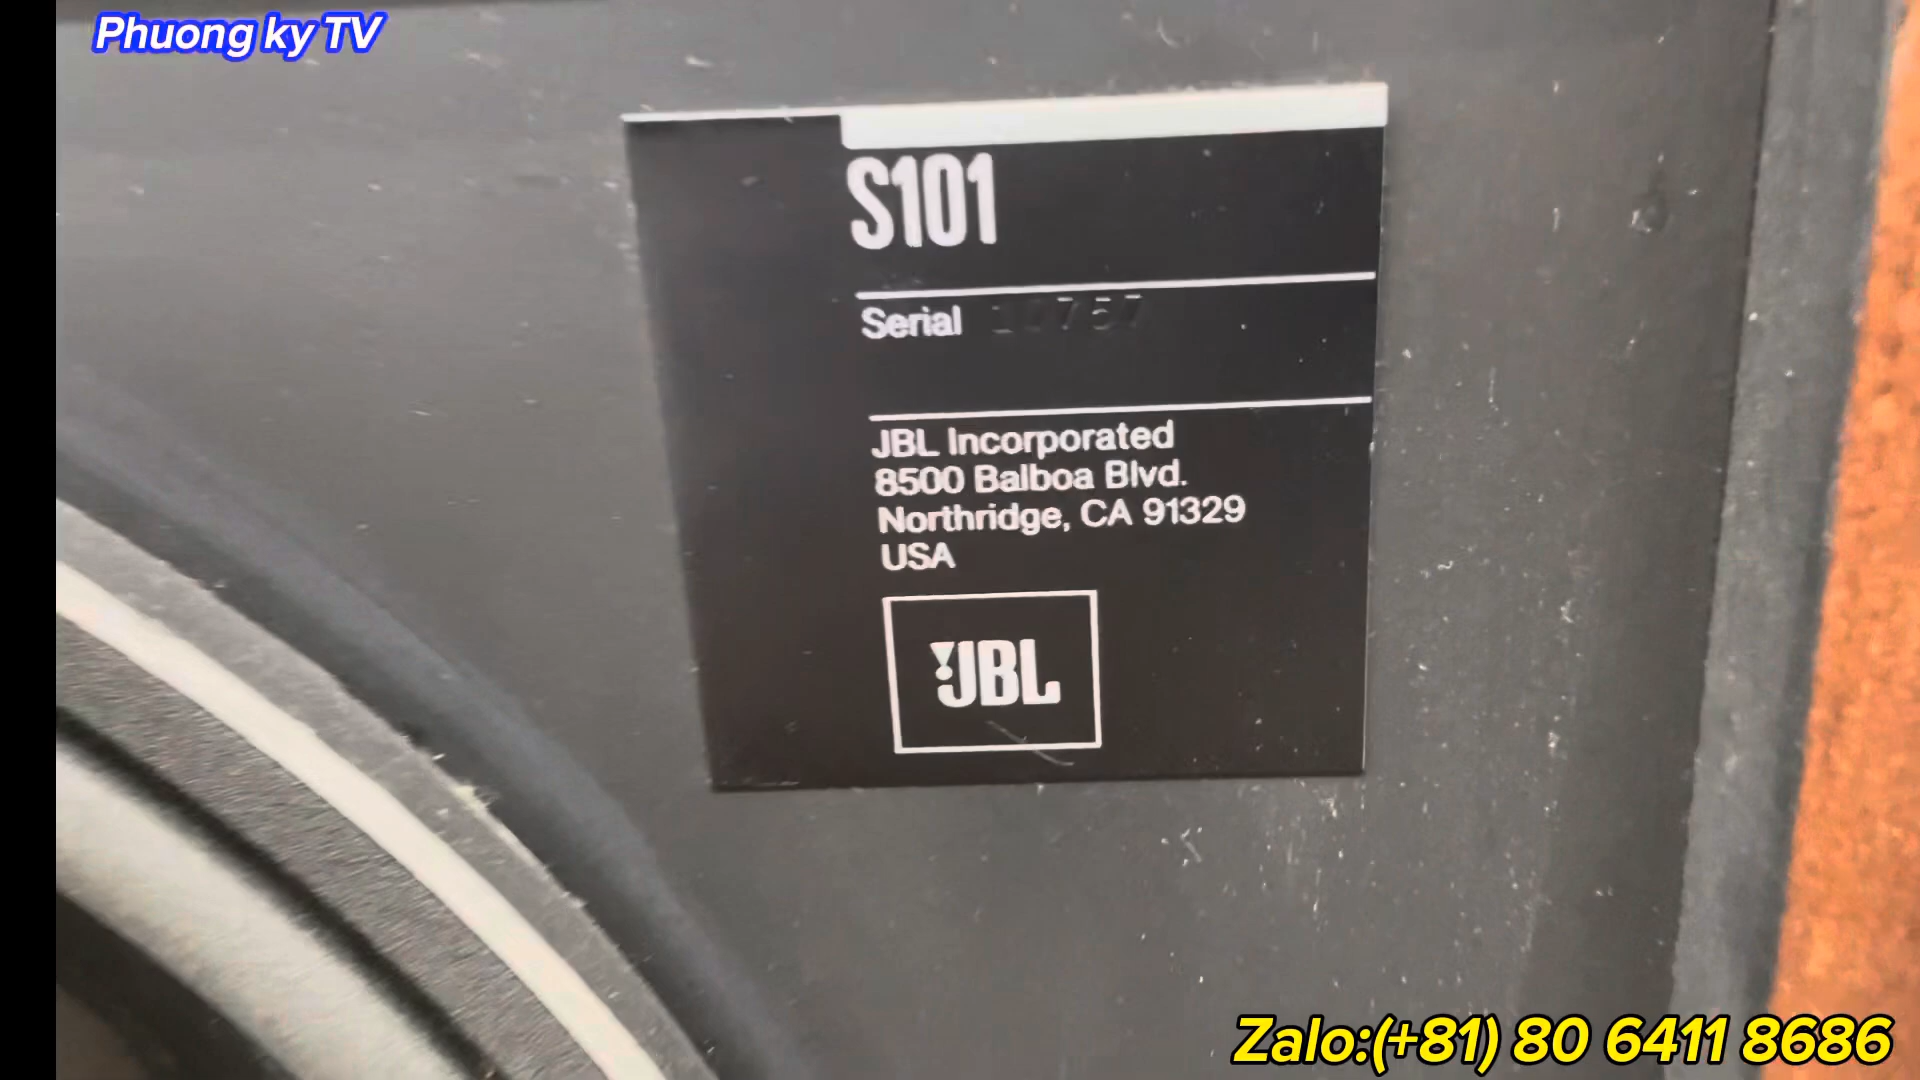 Phuong ky TV
S101
Serial
JBL Incorporated
8500 Balboa Blvd.
Northridge, CA 91329
USA
JBL
Zalo:(+81) 80 6411 8686